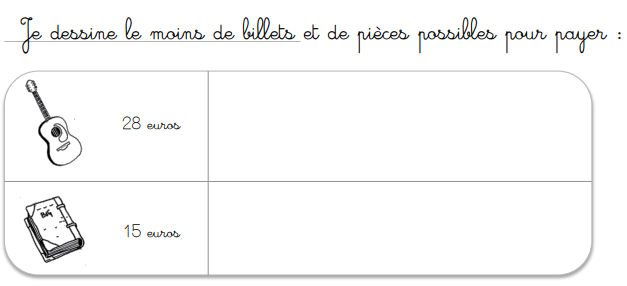 Je dessine le moins de billets et de pièces possibles pour payer :
28 euros
15 euros